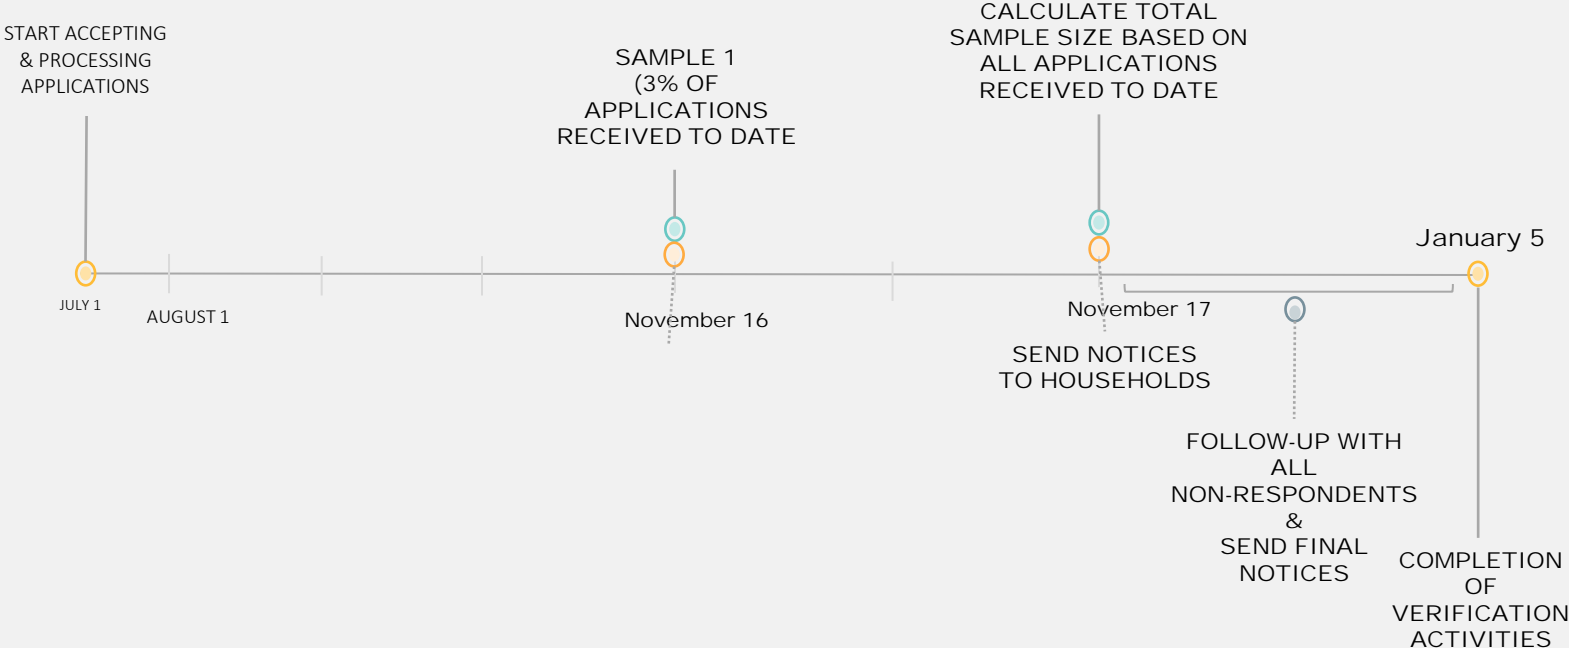 START ACCEPTING
& PROCESSING
APPLICATIONS
SAMPLE 1
(3% OF
APPLICATIONS
RECEIVED TO DATE
CALCULATE TOTAL
SAMPLE SIZE BASED ON
ALL APPLICATIONS
RECEIVED TO DATE
January 5
JULY 1
AUGUST 1
November 16
November 17
SEND NOTICES
TO HOUSEHOLDS
FOLLOW-UP WITH
ALL
NON-RESPONDENTS
&
SEND FINAL
NOTICES
COMPLETION
OF
VERIFICATION
ACTIVITIES